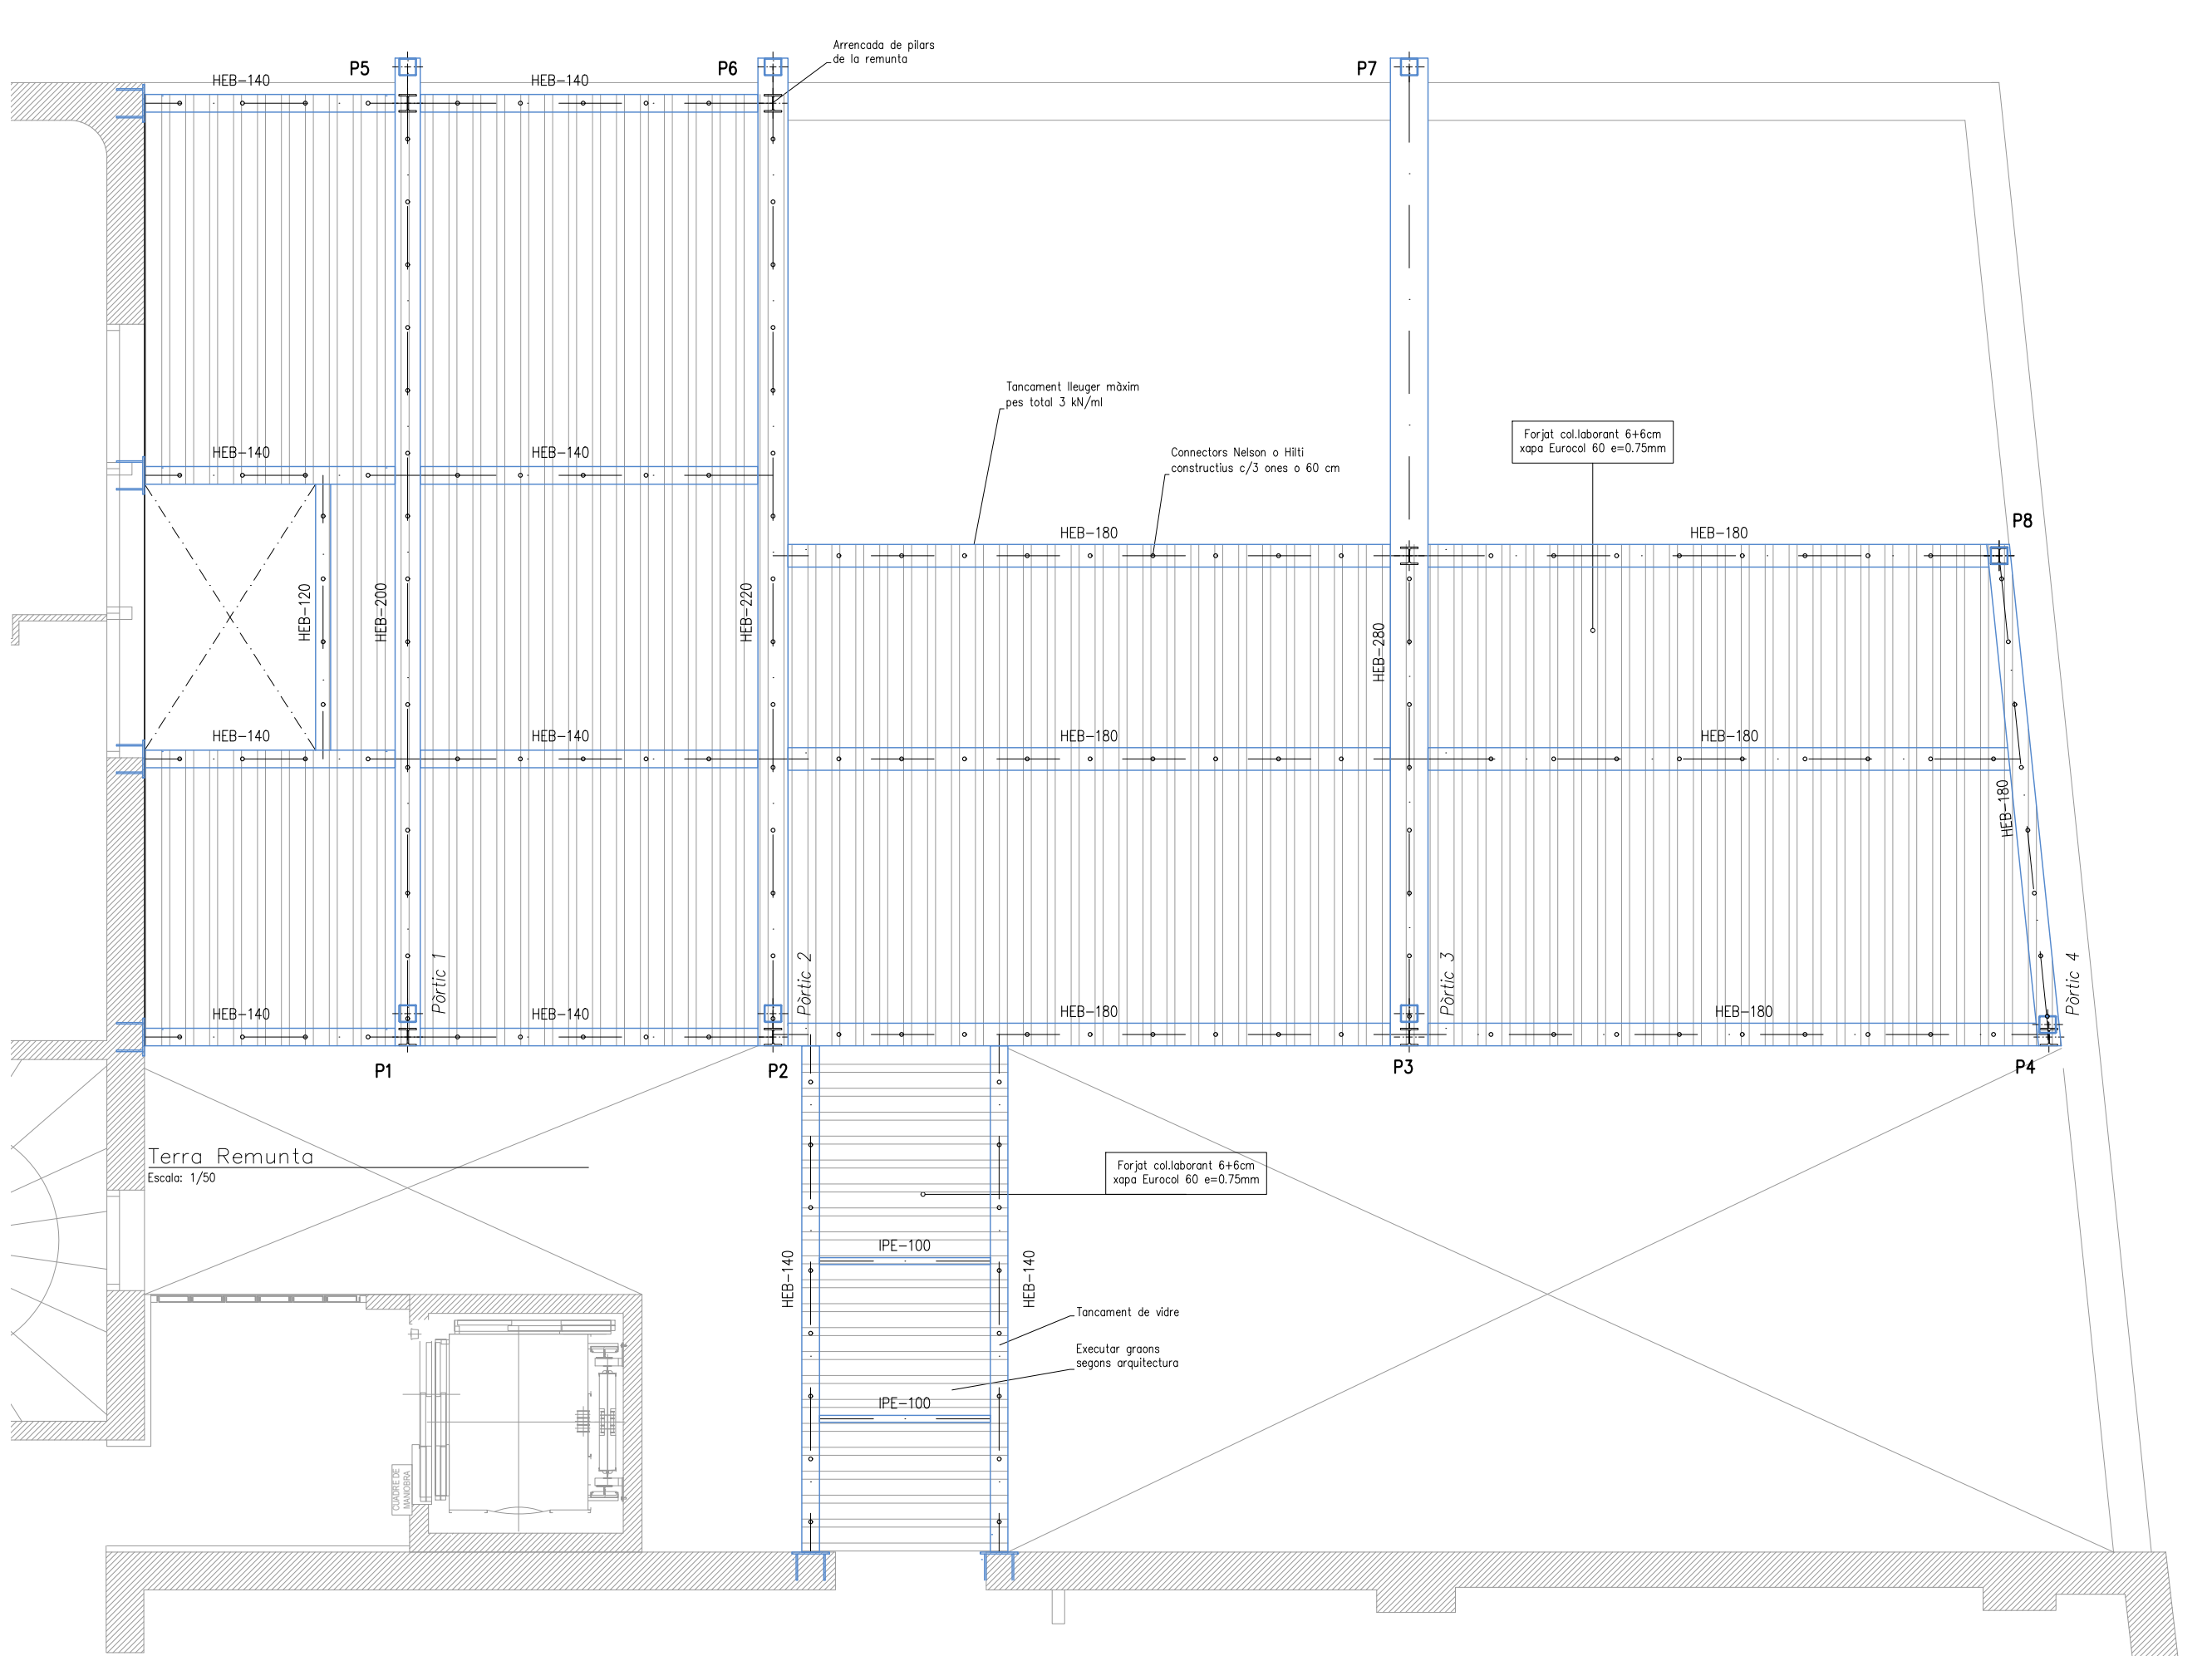 Arrencada de pilars
de la remunta
P5
P6
P7
HEB-140
HEB-140
Tancament lleuger màxim
pes total 3 kN/ml
Connectors Nelson o Hilti
constructius c/3 ones o 60 cm
Forjat col.laborant 6+6cm
xapa Eurocol 60 e=0.75mm
HEB-140
HEB-140
P8
HEB-180
HEB-180
HEB-120
HEB-200
HEB-220
HEB-280
HEB-140
HEB-140
HEB-180
HEB-180
HEB-180
Pòrtic 1
Pòrtic 2
Pòrtic 3
Pòrtic 4
HEB-140
HEB-140
HEB-180
HEB-180
P1
P2
P3
P4
Terra Remunta
Escala: 1/50
Forjat col.laborant 6+6cm
xapa Eurocol 60 e=0.75mm
IPE-100
HEB-140
HEB-140
Tancament de vidre
Executar graons
segons arquitectura
IPE-100
CUADRE DE
MANIOBRA